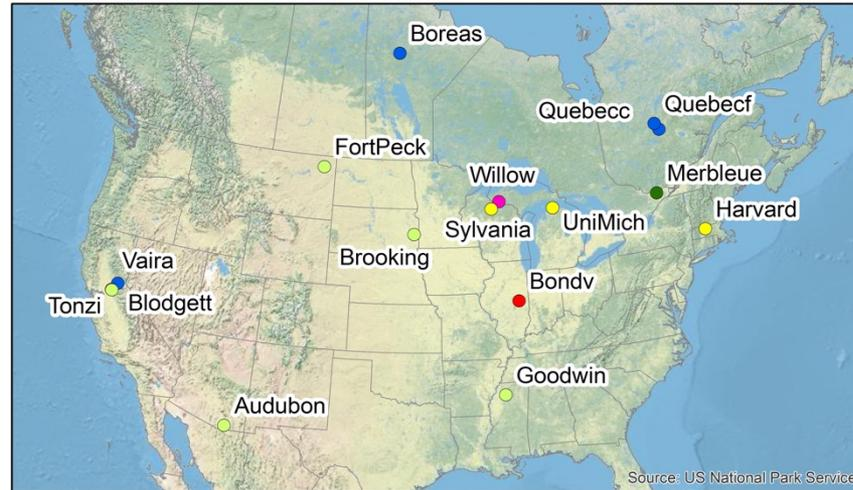 Boreas
Quebecc
Quebecf
FortPeck
Willow
Merbleue
Sylvania
UniMich
Harvard
Brooking
Vaira
Tonzi
Blodgett
Bondv
Goodwin
Audubon
Source: US National Park Service